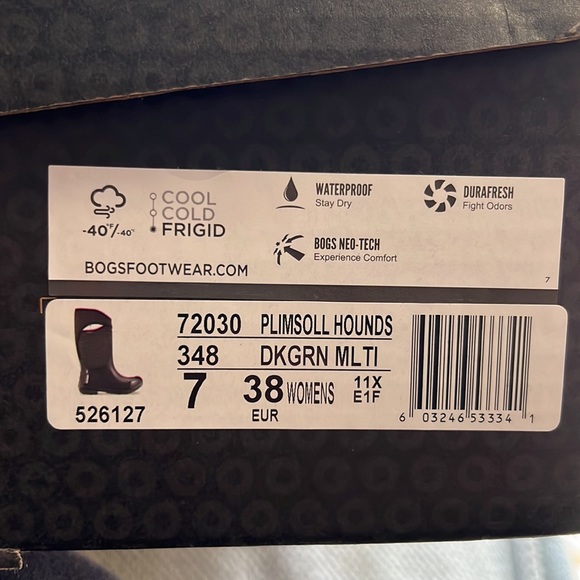 COOL
COLD
-40°F/-40° FRIGID
BOGSFOOTWEAR.COM
WATERPROOF
Stay Dry
DURAFRESH
Fight Odors
BOGS NEO-TECH
Experience Comfort
7
72030 PLIMSOLL HOUNDS
348 DKGRN MLTI
7 38 WOMENS 11X
EUR E1F
526127
6 03246 53334 1